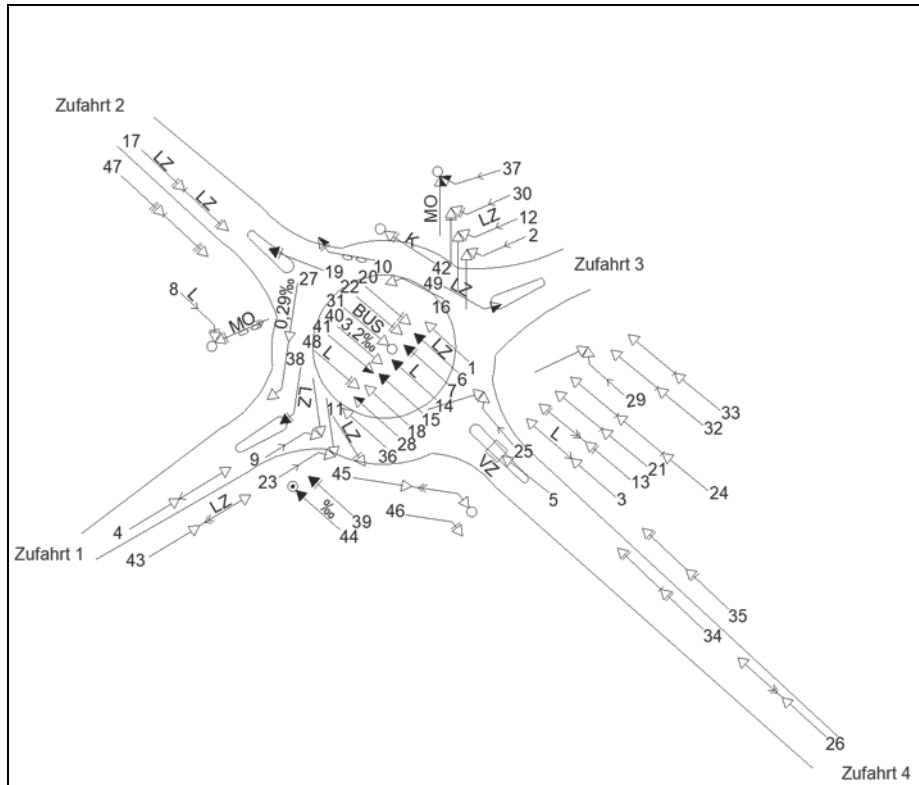 Zufahrt 2
17
LZ
47
LZ
37
MO
30
LZ
12
2
K
42
Zufahrt 3
19
27
10
20
49
LZ
22
16
8
L
31
0,29‰
MO
40
BUS
41
3,2‰
48
1
LZ
38
L
6
L
7
29
33
LZ
14
32
11
15
L
9
LZ
18
25
21
28
13
36
23
VZ
3
24
45
5
4
LZ
39
‰
46
44
43
Zufahrt 1
35
34
26
Zufahrt 4